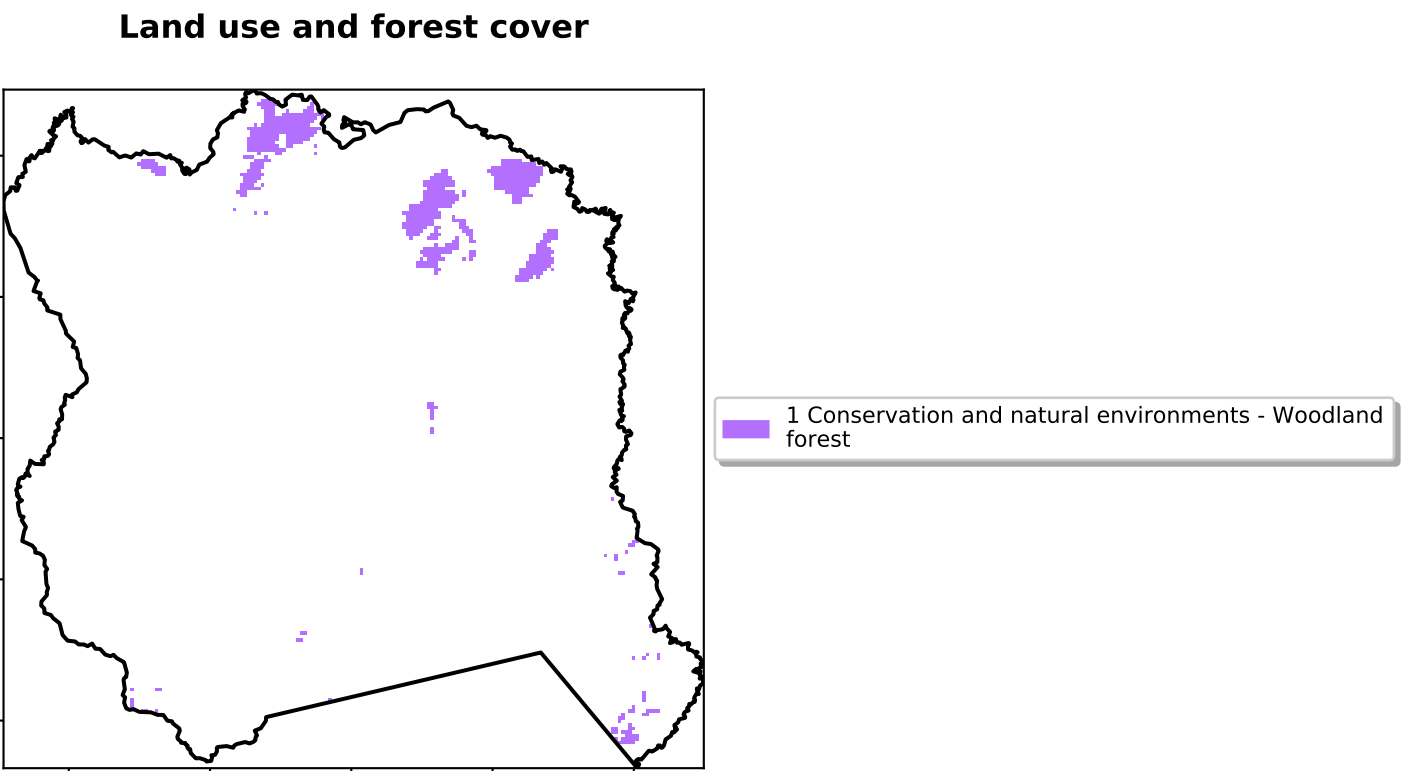 Land use and forest cover
1 Conservation and natural environments - Woodland
forest